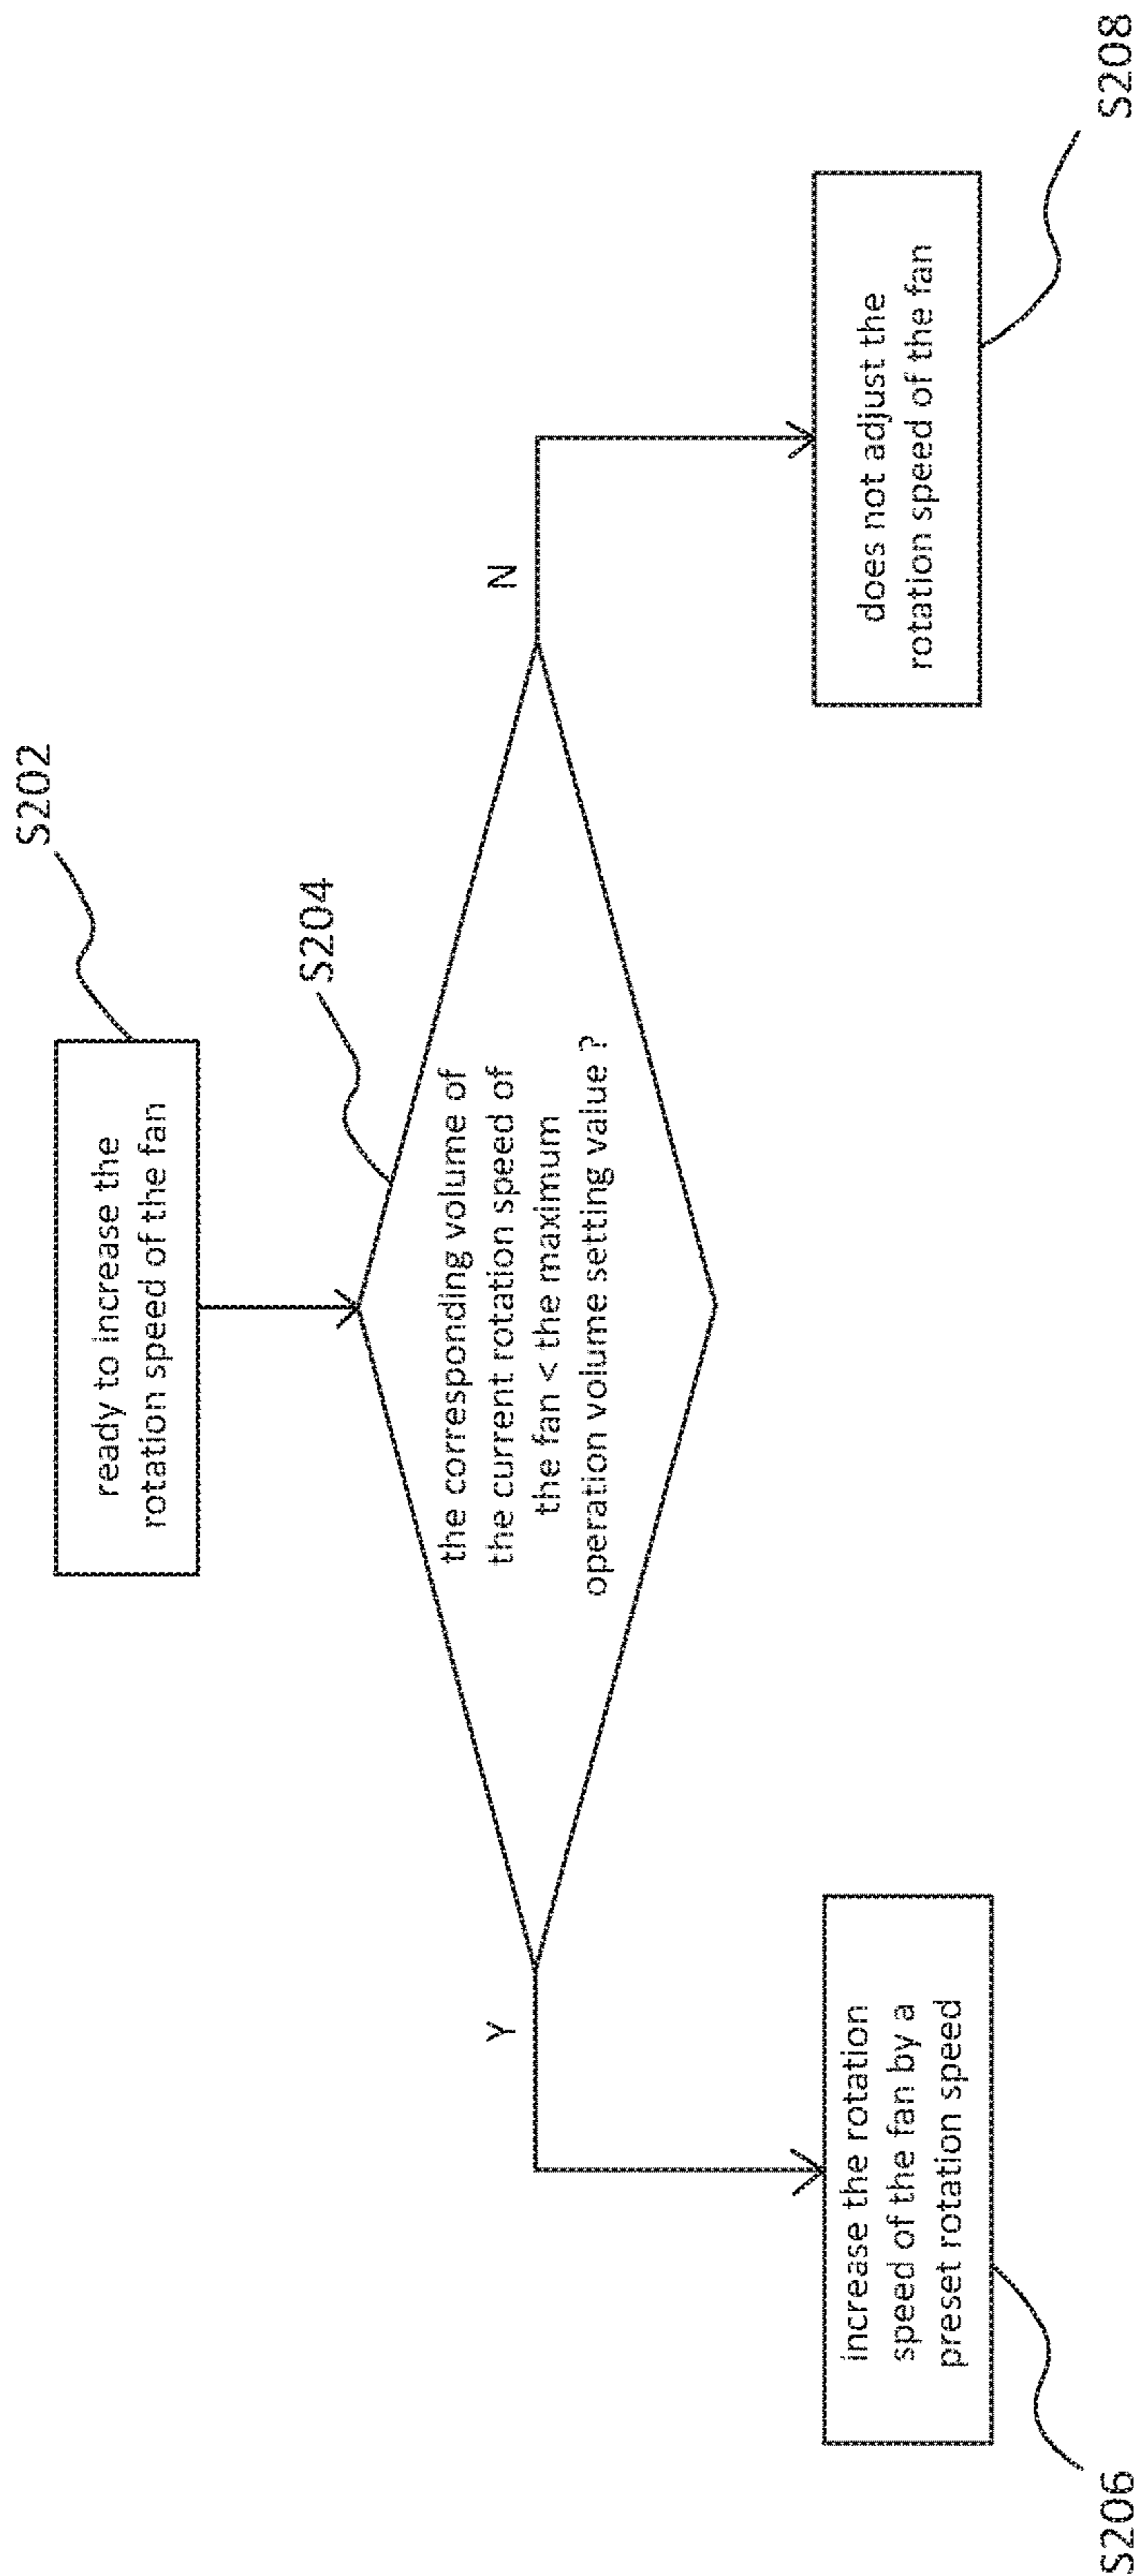 S202
ready to increase the
rotation speed of the fan
S204
the corresponding volume of
the current rotation speed of
the fan < the maximum
operation volume setting value ?
Y
N
increase the rotation
speed of the fan by a
preset rotation speed
does not adjust the
rotation speed of the fan
S206
S208